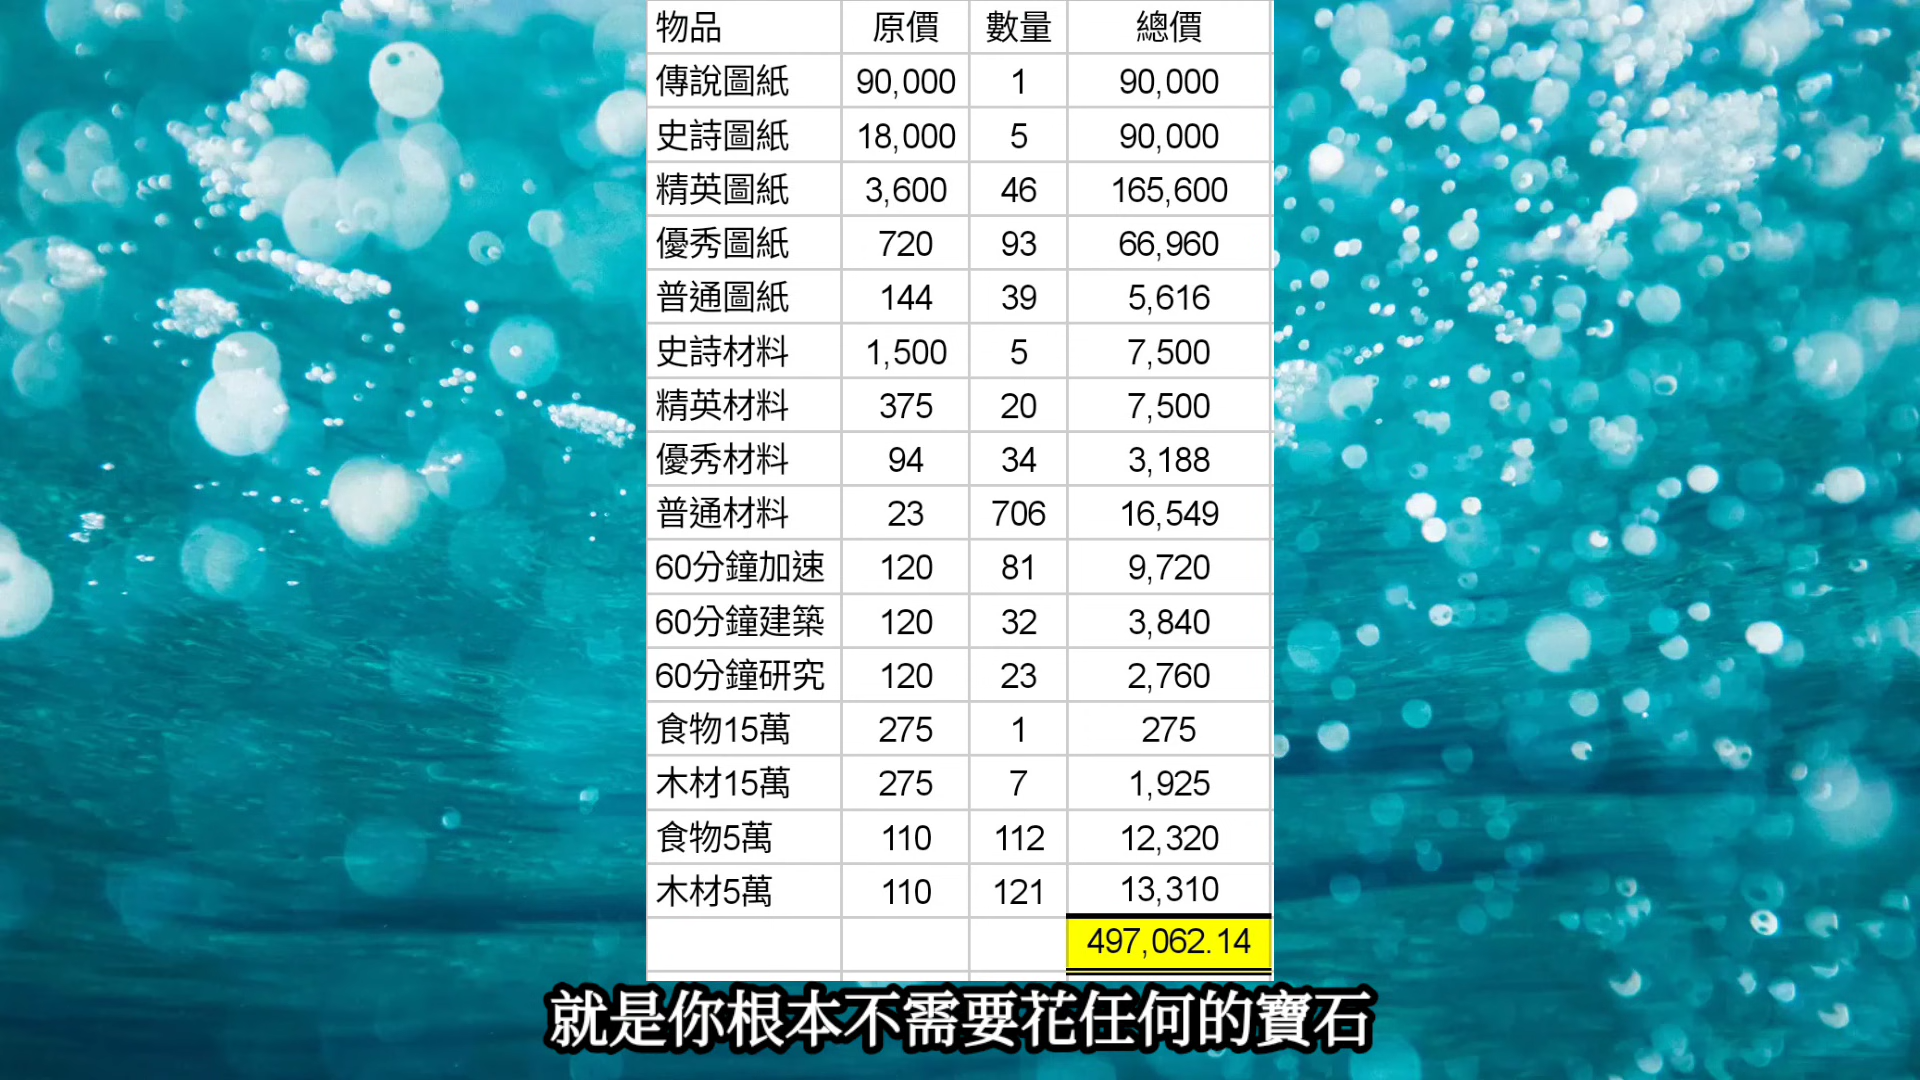 物品 原價 數量 總價
傳說圖紙 90,000 1 90,000
史詩圖紙 18,000 5 90,000
精英圖紙 3,600 46 165,600
優秀圖紙 720 93 66,960
普通圖紙 144 39 5,616
史詩材料 1,500 5 7,500
精英材料 375 20 7,500
優秀材料 94 34 3,188
普通材料 23 706 16,549
60分鐘加速 120 81 9,720
60分鐘建築 120 32 3,840
60分鐘研究 120 23 2,760
食物15萬 275 1 275
木材15萬 275 7 1,925
食物5萬 110 112 12,320
木材5萬 110 121 13,310
497,062.14
就是你根本不需要花任何的寶石